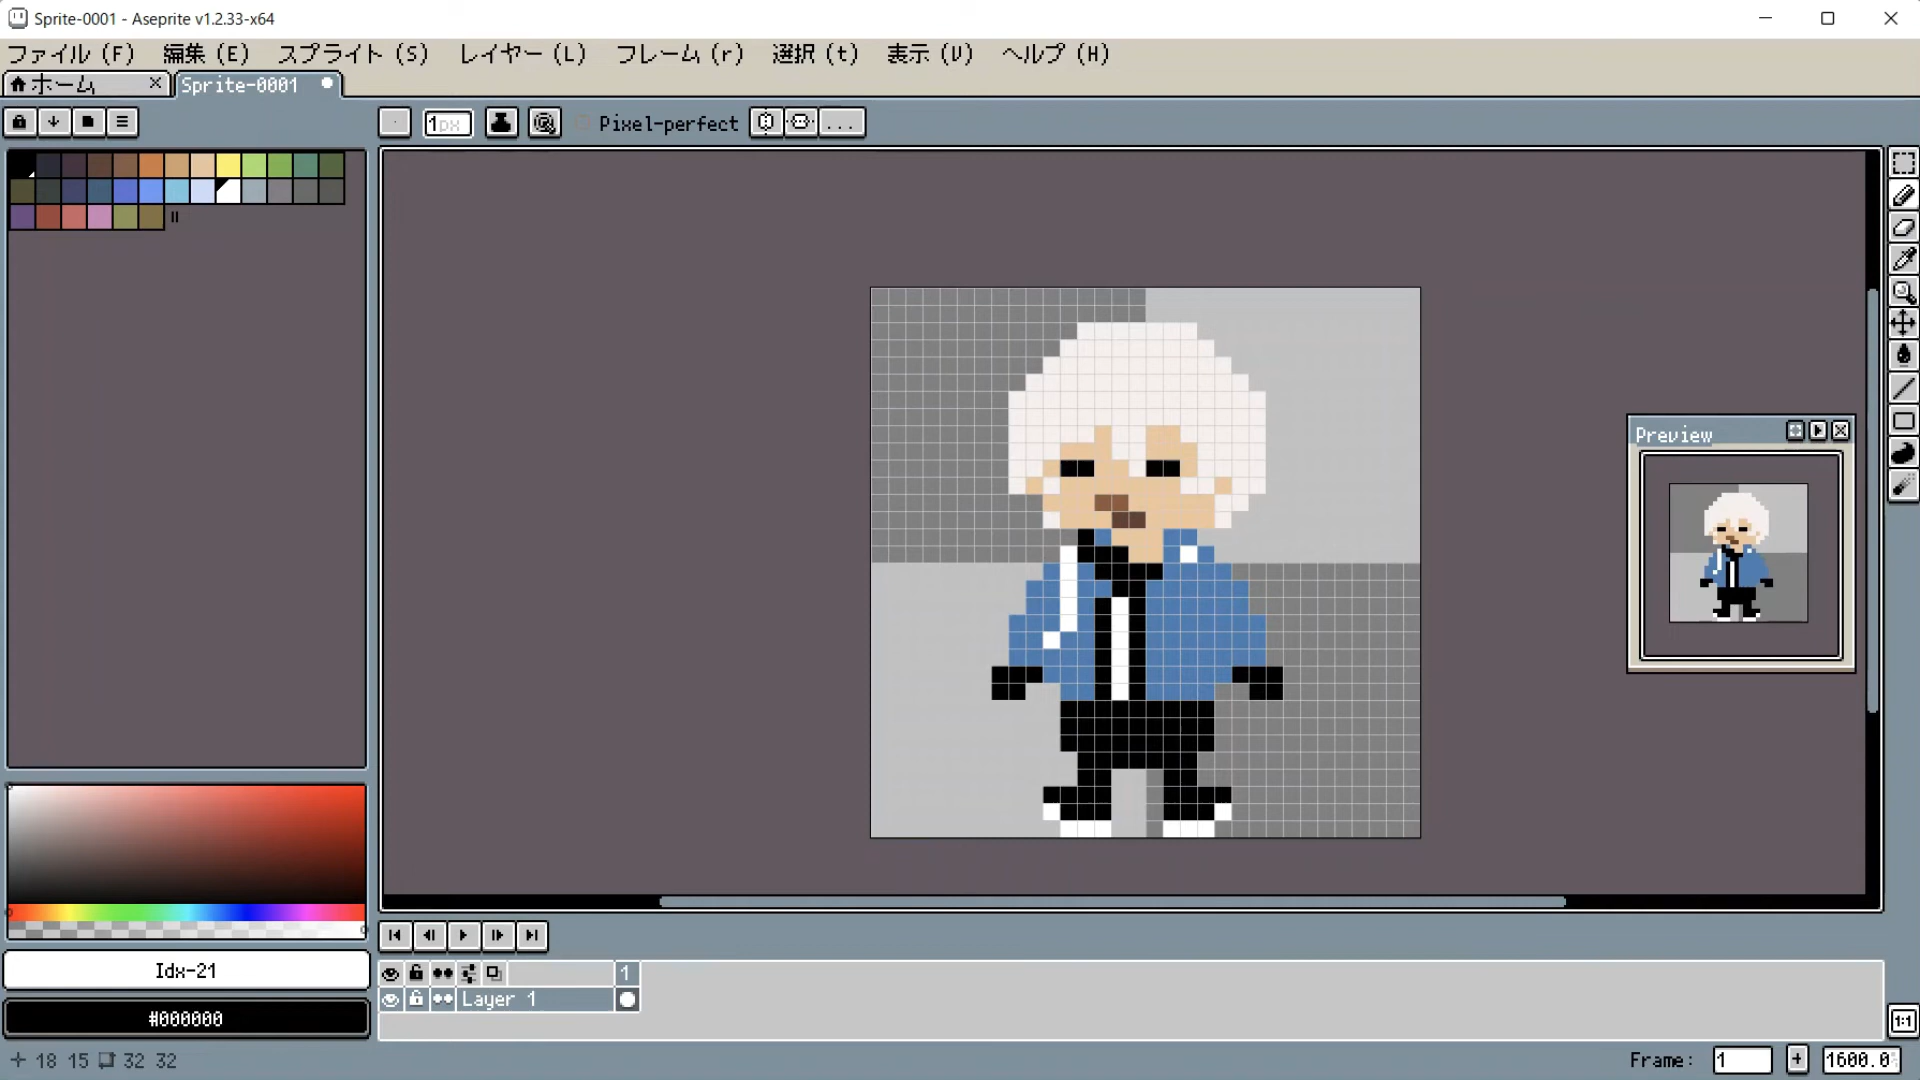 Sprite-0001 - Aseprite v1.2.33-x64
ファイル(F) 編集(E) スプライト(S) レイヤー(L) フレーム(r) 選択(t) 表示(V) ヘルプ(H)
ホーム Sprite-0001
1px Pixel-perfect ...
Preview
Idx-21
1
Layer 1
#000000
1:1
18 15 32 32
Frame: 1 + 1600.0